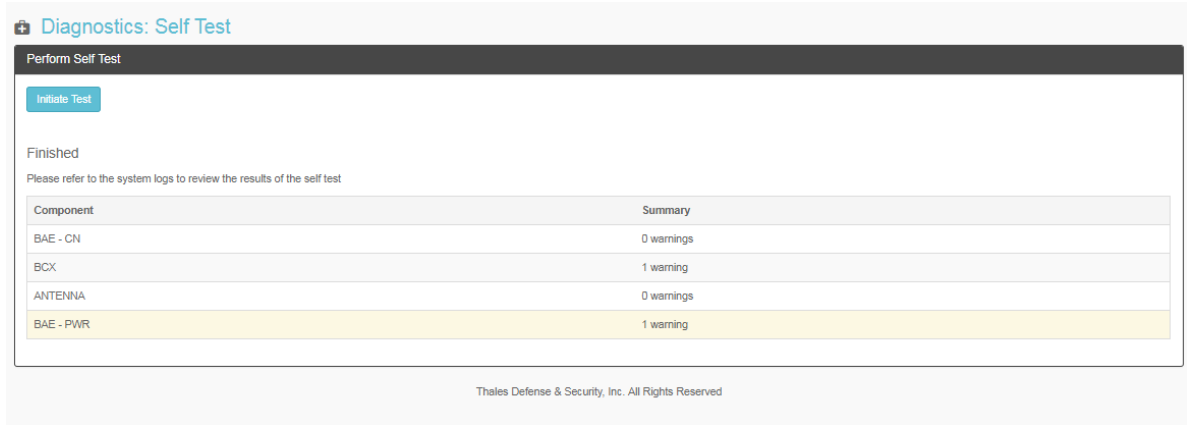 Diagnostics: Self Test
Perform Self Test
Initiate Test
Finished
Please refer to the system logs to review the results of the self test
Component Summary
BAE - CN 0 warnings
BCX 1 warning
ANTENNA 0 warnings
BAE - PWR 1 warning
Thales Defense & Security, Inc. All Rights Reserved